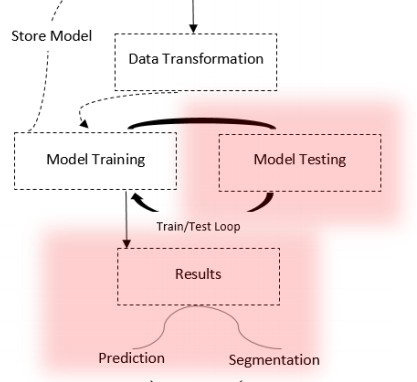 Store Model
Data Transformation
Model Training
Model Testing
Train/Test Loop
Results
Prediction
Segmentation